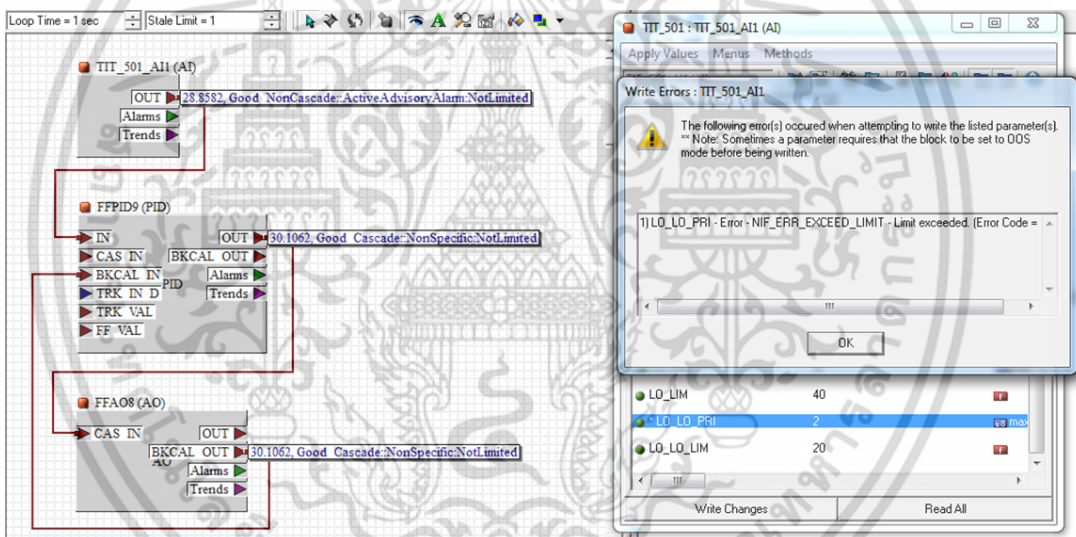 Loop Time = 1 sec
Stale Limit = 1
TIT_501_AI1 (AI)
OUT
28.8582, Good_NonCascade::ActiveAdvisoryAlarm:NotLimited
Alarms
Trends
FFPID9 (PID)
IN
OUT
30.1062, Good_Cascade::NonSpecific:NotLimited
CAS_IN
BKCAL_OUT
BKCAL_IN
Alarms
PID
TRK_IN_D
Trends
TRK_VAL
FF_VAL
FFAO8 (AO)
CAS_IN
OUT
BKCAL_OUT
30.1062, Good_Cascade::NonSpecific:NotLimited
AO
Alarms
Trends
TIT_501 : TIT_501_AI1 (AI)
Apply Values Menus Methods
Write Errors : TIT_501_AI1
The following error(s) occured when attempting to write the listed parameter(s).
** Note: Sometimes a parameter requires that the block to be set to OOS
mode before being written.
1) LO_LO_PRI - Error - NIF_ERR_EXCEED_LIMIT - Limit exceeded. (Error Code =
OK
LO_LIM 40
LO_LO_PRI 2 max
LO_LO_LIM 20
Write Changes
Read All